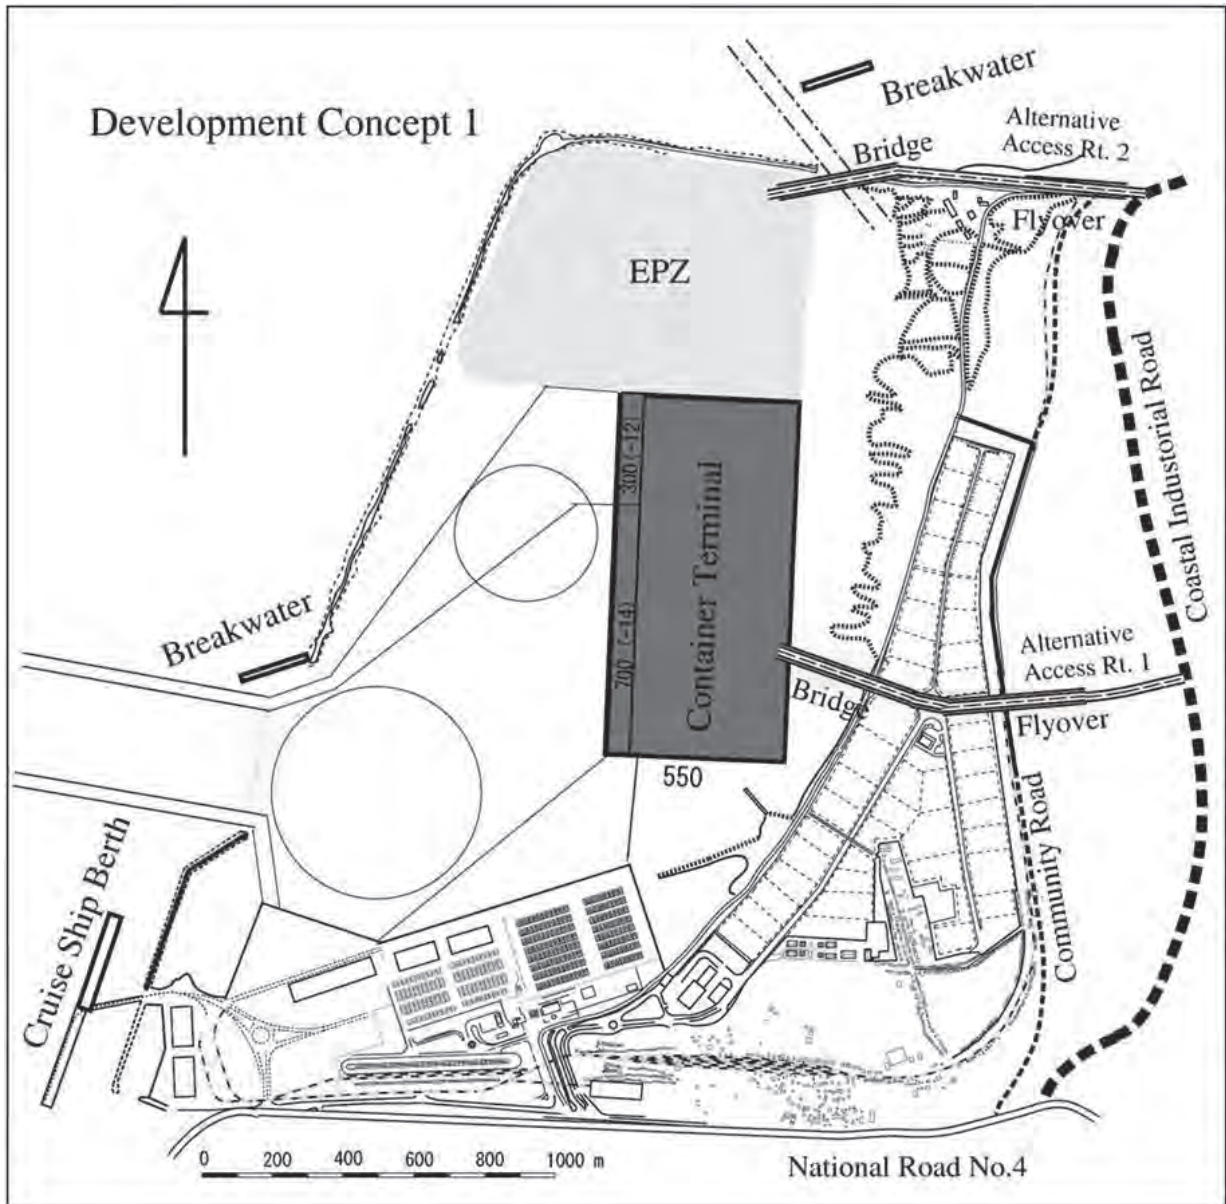 Development Concept 1
Breakwater
Alternative
Access Rt. 2
Bridge
Flyover
EPZ
300 (-12)
Container Terminal
700 (-14)
Coastal Industorial Road
Breakwater
Alternative
Access Rt. 1
Bridge
Flyover
550
Community Road
Cruise Ship Berth
0 200 400 600 800 1000 m
National Road No.4